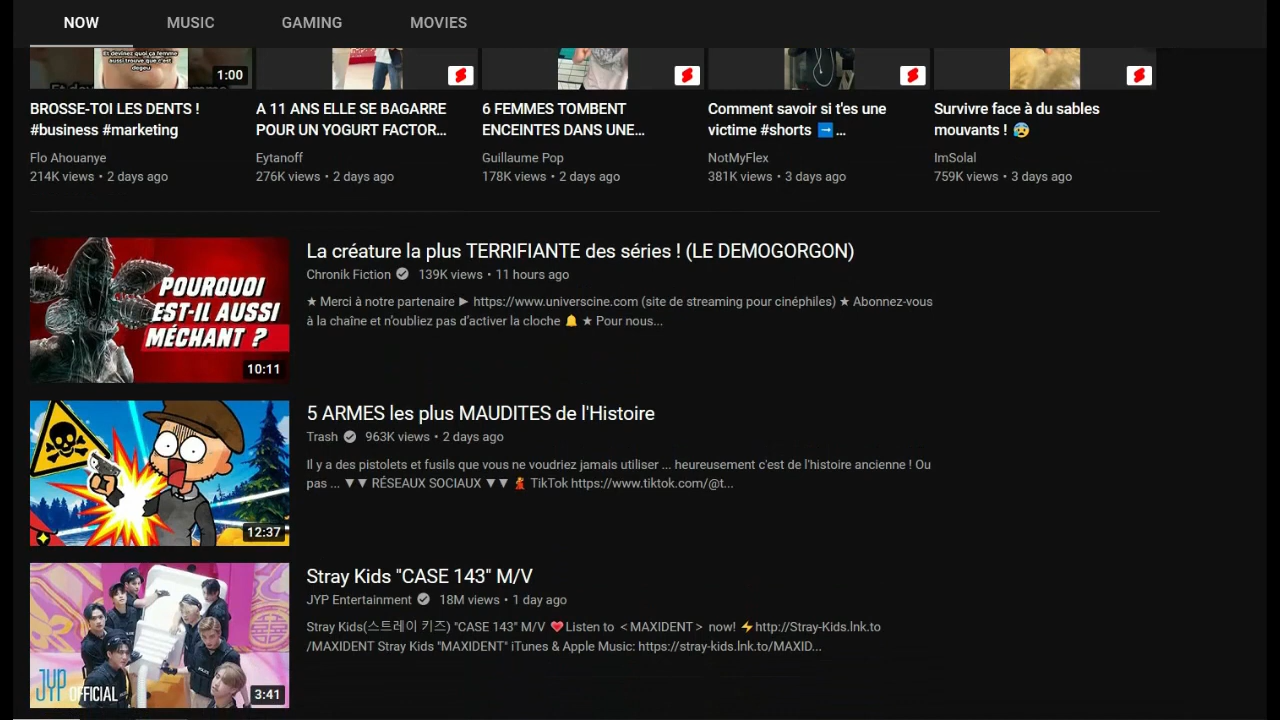 NOW MUSIC GAMING MOVIES
Et devinez quoi ça femme
aussi trouve que c'est
degeu
1:00
BROSSE-TOI LES DENTS !
#business #marketing
Flo Ahouanye
214K views • 2 days ago
A 11 ANS ELLE SE BAGARRE
POUR UN YOGURT FACTOR...
Eytanoff
276K views • 2 days ago
6 FEMMES TOMBENT
ENCEINTES DANS UNE...
Guillaume Pop
178K views • 2 days ago
Comment savoir si t'es une
victime #shorts ➡️ ...
NotMyFlex
381K views • 3 days ago
Survivre face à du sables
mouvants ! 😰
ImSolal
759K views • 3 days ago
POURQUOI
EST-IL AUSSI
MÉCHANT ?
10:11
La créature la plus TERRIFIANTE des séries ! (LE DEMOGORGON)
Chronik Fiction 139K views • 11 hours ago
★ Merci à notre partenaire ► https://www.universcine.com (site de streaming pour cinéphiles) ★ Abonnez-vous
à la chaîne et n'oubliez pas d'activer la cloche 🔔 ★ Pour nous...
12:37
5 ARMES les plus MAUDITES de l'Histoire
Trash 963K views • 2 days ago
Il y a des pistolets et fusils que vous ne voudriez jamais utiliser ... heureusement c'est de l'histoire ancienne ! Ou
pas ... ▼▼ RÉSEAUX SOCIAUX ▼▼ 💃 TikTok https://www.tiktok.com/@t...
JYP OFFICIAL
3:41
Stray Kids "CASE 143" M/V
JYP Entertainment 18M views • 1 day ago
Stray Kids(스트레이 키즈) "CASE 143" M/V ❤️Listen to ＜MAXIDENT＞ now! ⚡http://Stray-Kids.lnk.to
/MAXIDENT Stray Kids "MAXIDENT" iTunes & Apple Music: https://stray-kids.lnk.to/MAXID...